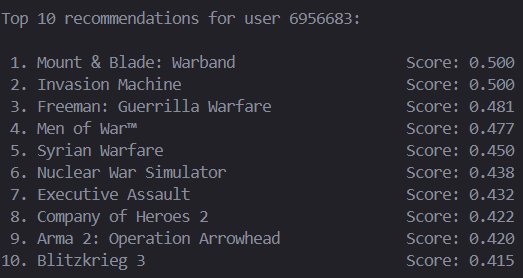 Top 10 recommendations for user 6956683:
1. Mount & Blade: Warband Score: 0.500
2. Invasion Machine Score: 0.500
3. Freeman: Guerrilla Warfare Score: 0.481
4. Men of War™ Score: 0.477
5. Syrian Warfare Score: 0.450
6. Nuclear War Simulator Score: 0.438
7. Executive Assault Score: 0.432
8. Company of Heroes 2 Score: 0.422
9. Arma 2: Operation Arrowhead Score: 0.420
10. Blitzkrieg 3 Score: 0.415